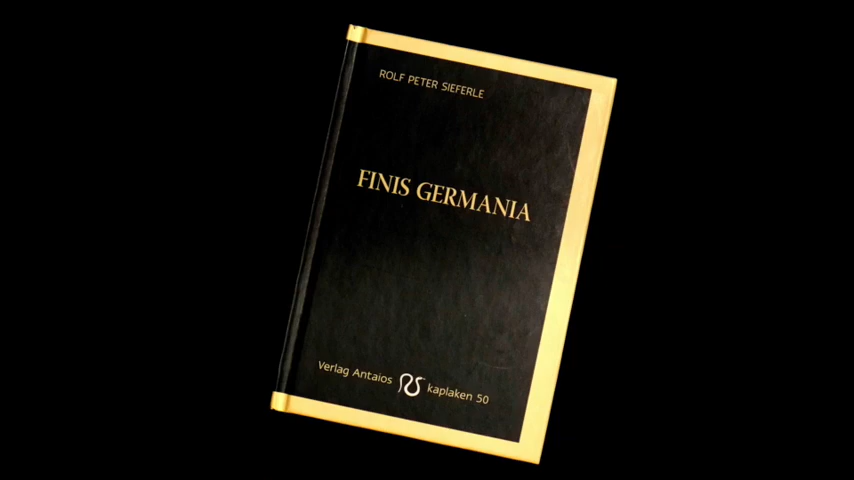 ROLF PETER SIEFERLE
FINIS GERMANIA
Verlag Antaios kaplaken 50